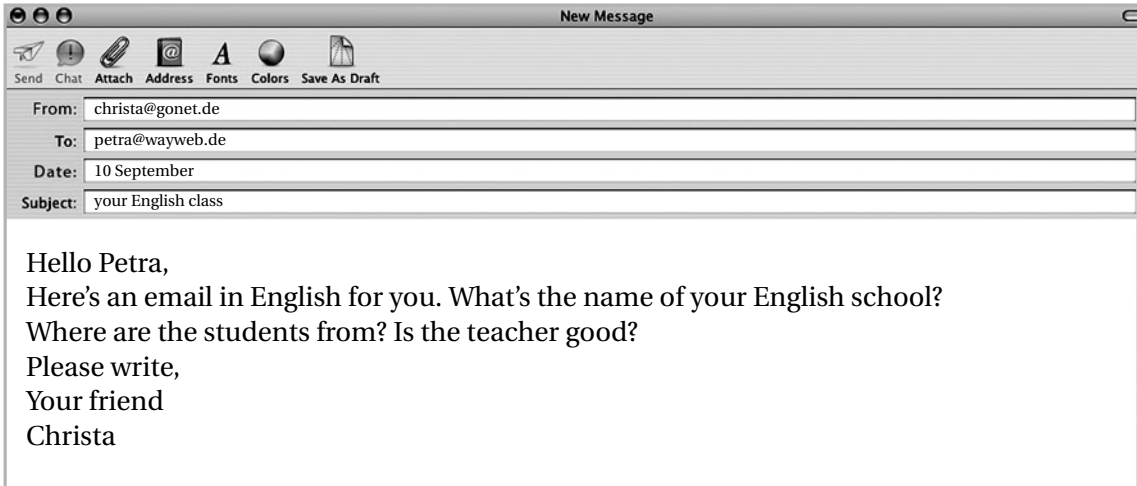 New Message
Send Chat Attach Address Fonts Colors Save As Draft
From: christa@gonet.de
To: petra@wayweb.de
Date: 10 September
Subject: your English class
Hello Petra,
Here’s an email in English for you. What’s the name of your English school?
Where are the students from? Is the teacher good?
Please write,
Your friend
Christa